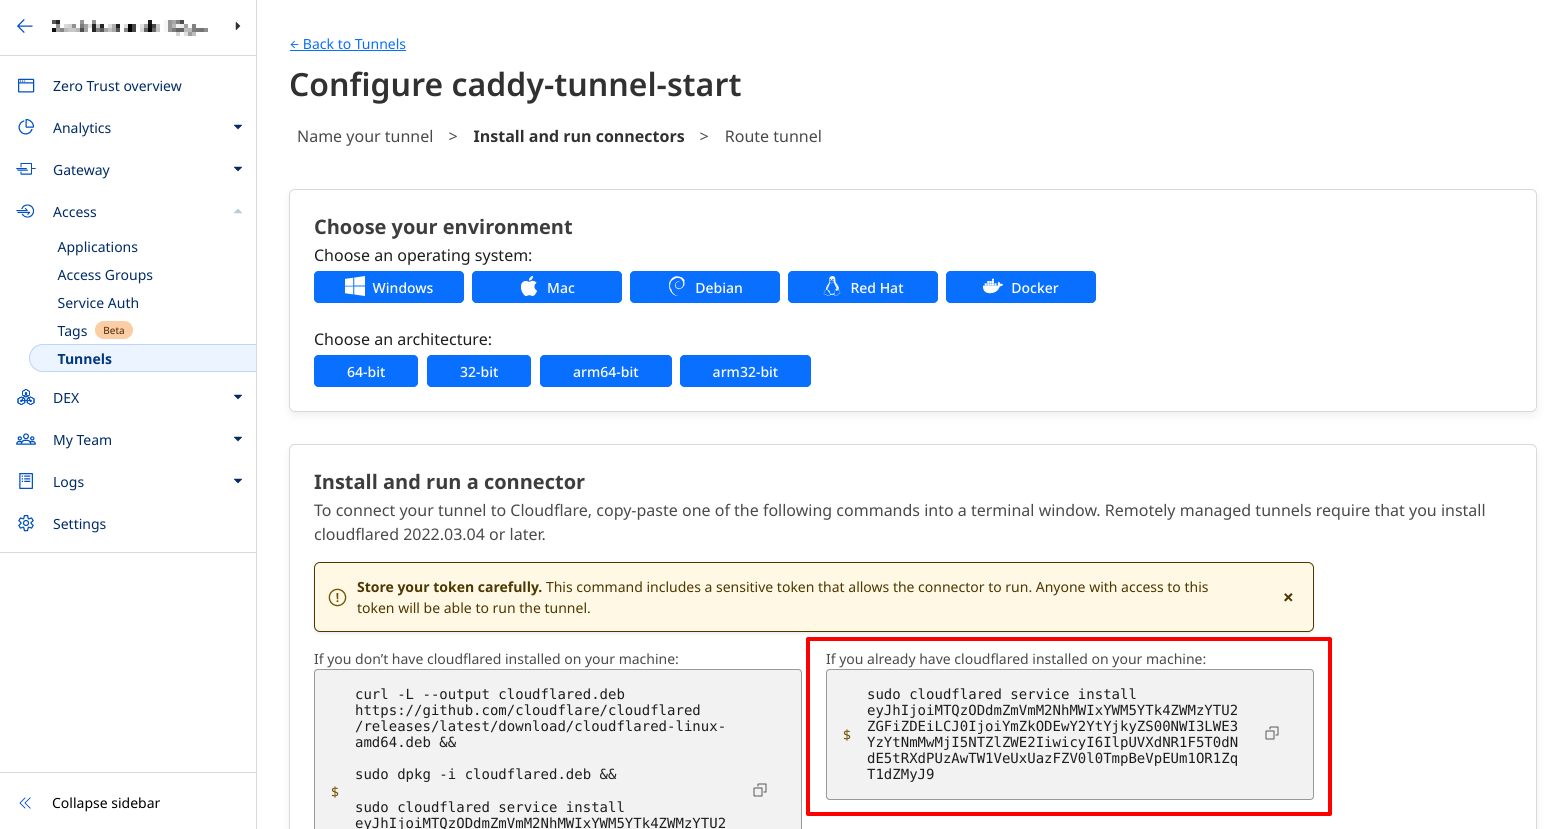 Zero Trust overview
Analytics
Gateway
Access
Applications
Access Groups
Service Auth
Tags Beta
Tunnels
DEX
My Team
Logs
Settings
Collapse sidebar
← Back to Tunnels
Configure caddy-tunnel-start
Name your tunnel > Install and run connectors > Route tunnel
Choose your environment
Choose an operating system:
Windows Mac Debian Red Hat Docker
Choose an architecture:
64-bit 32-bit arm64-bit arm32-bit
Install and run a connector
To connect your tunnel to Cloudflare, copy-paste one of the following commands into a terminal window. Remotely managed tunnels require that you install
cloudflared 2022.03.04 or later.
Store your token carefully. This command includes a sensitive token that allows the connector to run. Anyone with access to this
token will be able to run the tunnel.
If you don't have cloudflared installed on your machine:
$
curl -L --output cloudflared.deb
https://github.com/cloudflare/cloudflared
/releases/latest/download/cloudflared-linux-
amd64.deb &&
sudo dpkg -i cloudflared.deb &&
sudo cloudflared service install
eyJhIjoiMTQzODdmZmVmM2NhMWIxYWM5YTk4ZWMzYTU2
If you already have cloudflared installed on your machine:
$
sudo cloudflared service install
eyJhIjoiMTQzODdmZmVmM2NhMWIxYWM5YTk4ZWMzYTU2
ZGFiZDEiLCJ0IjoiYmZkODEwY2YtYjkyZS00NWI3LWE3
YzYtNmMwMjI5NTZlZWE2IiwicyI6IlpUVXdNR1F5T0dN
dE5tRXdPUzAwTW1VeUxUazFZV0l0TmpBeVpEUm1OR1Zq
T1dZMyJ9